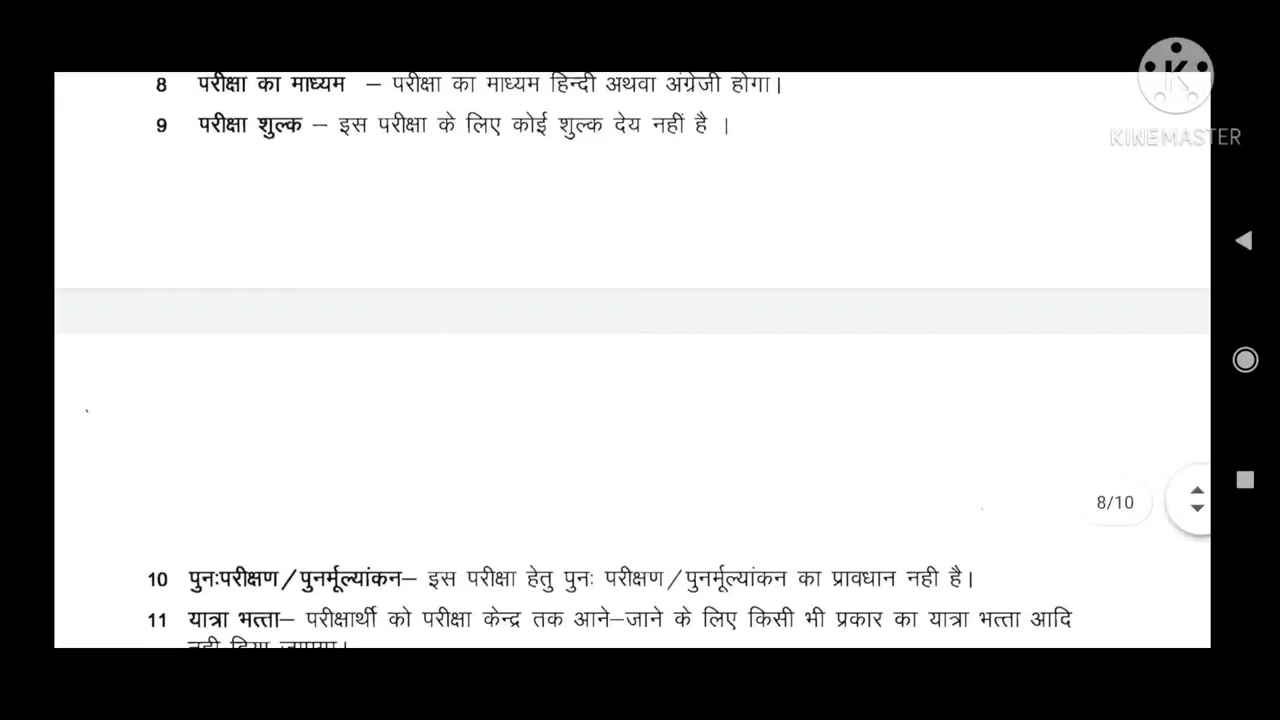 8 परीक्षा का माध्यम – परीक्षा का माध्यम हिन्दी अथवा अंग्रेजी होगा।
KINEMASTER
9 परीक्षा शुल्क – इस परीक्षा के लिए कोई शुल्क देय नहीं है ।
8/10
10 पुनःपरीक्षण/पुनर्मूल्यांकन– इस परीक्षा हेतु पुनः परीक्षण/पुनर्मूल्यांकन का प्रावधान नही है।
11 यात्रा भत्ता– परीक्षार्थी को परीक्षा केन्द्र तक आने–जाने के लिए किसी भी प्रकार का यात्रा भत्ता आदि